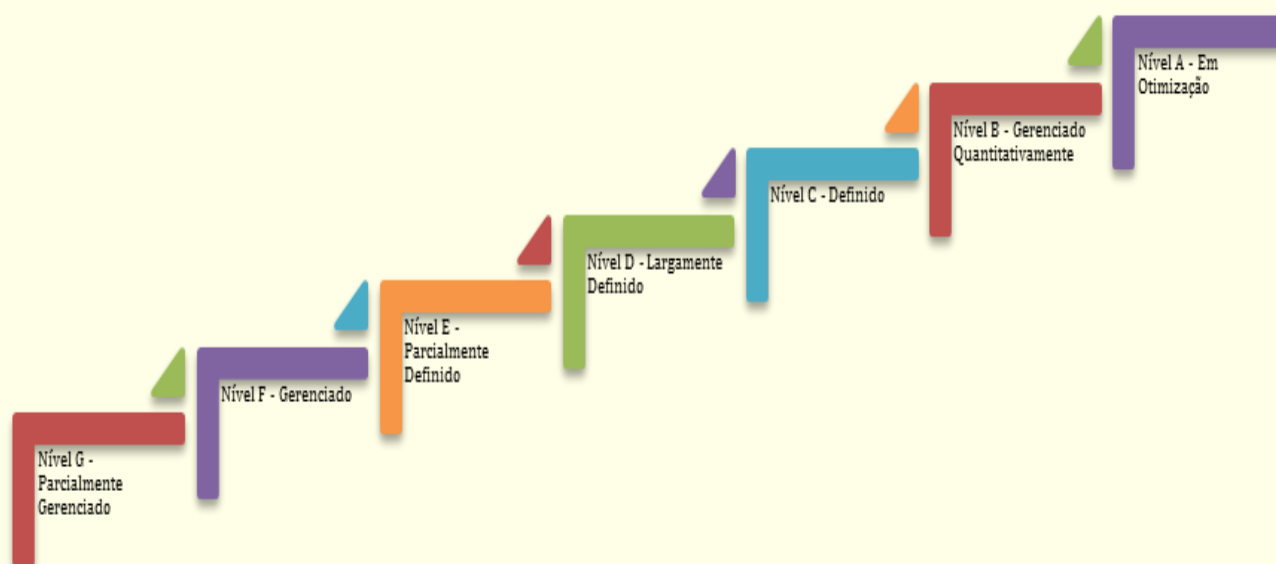 Nível G -
Parcialmente
Gerenciado
Nível F - Gerenciado
Nível E -
Parcialmente
Definido
Nível D - Largamente
Definido
Nível C - Definido
Nível B - Gerenciado
Quantitativamente
Nível A - Em
Otimização